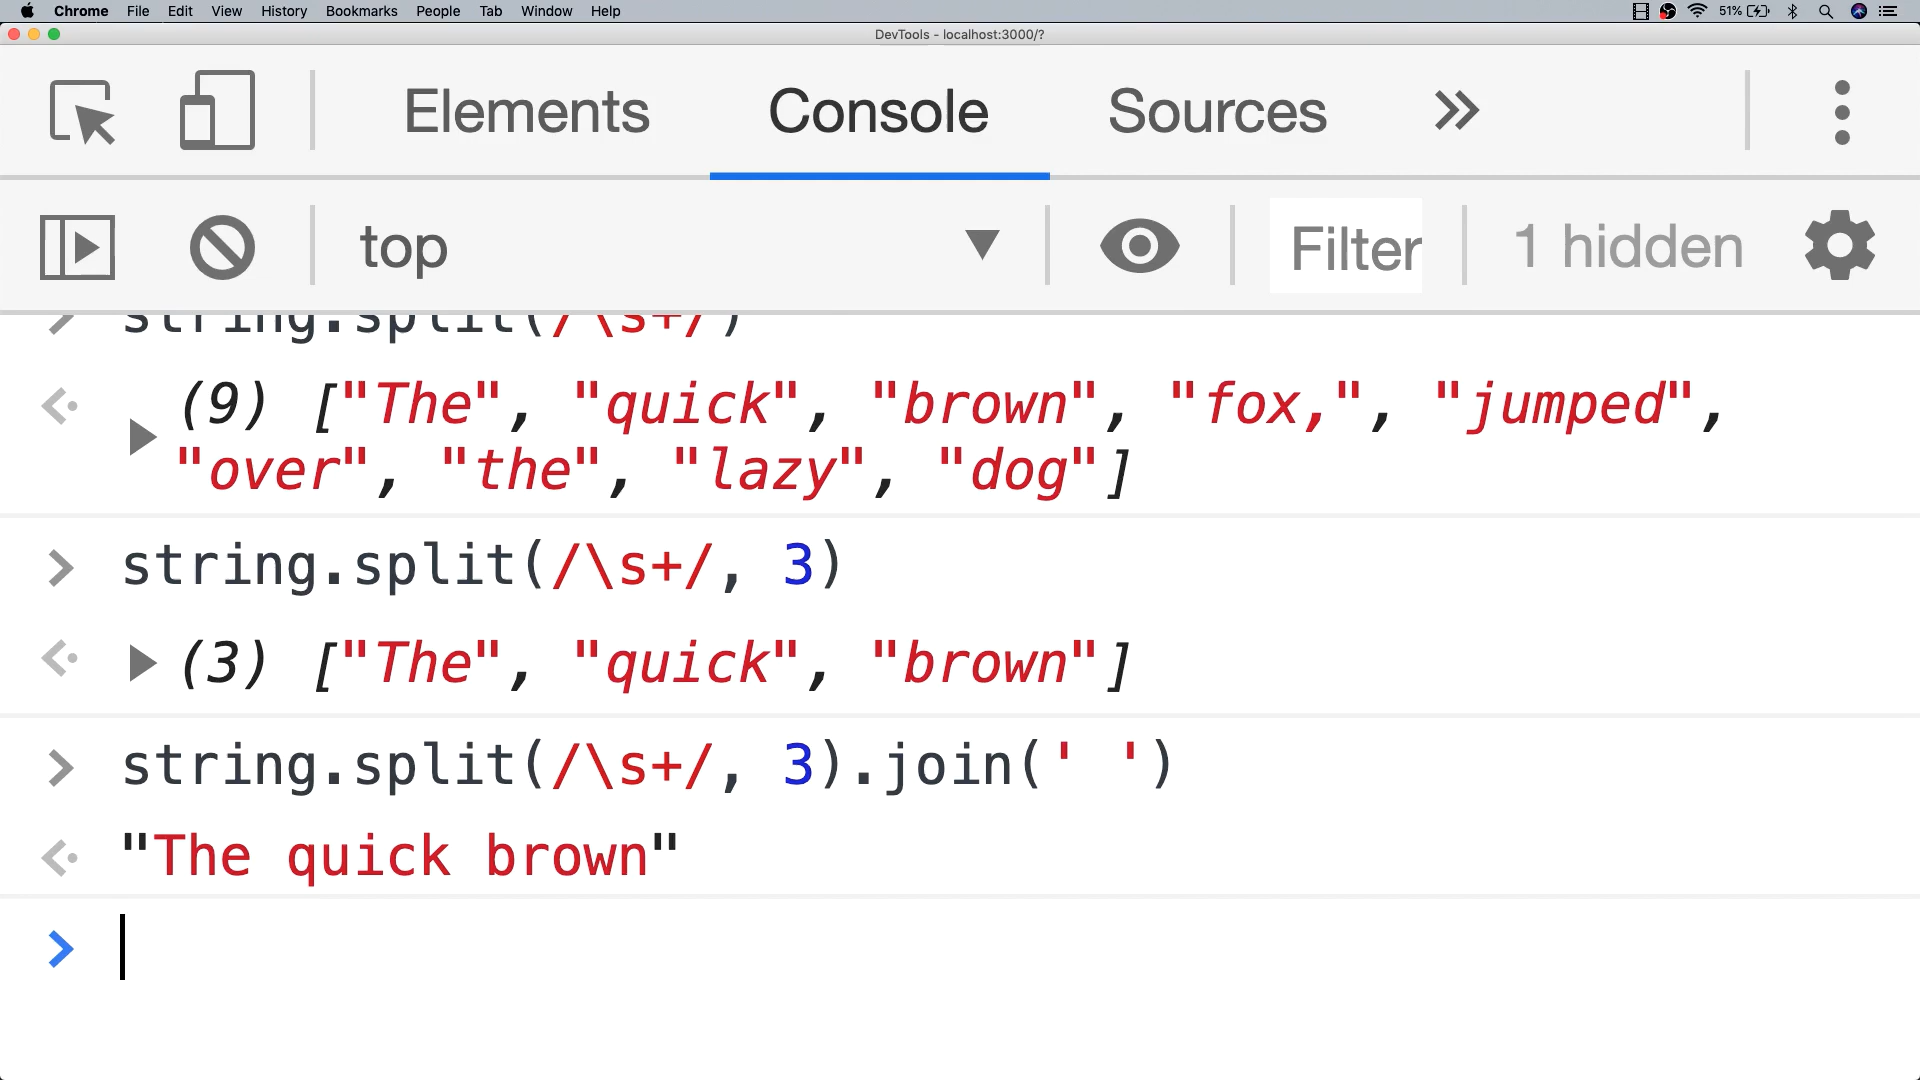 Chrome File Edit View History Bookmarks People Tab Window Help 51%
DevTools - localhost:3000/?
Elements Console Sources
top Filter 1 hidden
> string.split(/\s+/)
(9) ["The", "quick", "brown", "fox,", "jumped",
"over", "the", "lazy", "dog"]
> string.split(/\s+/, 3)
(3) ["The", "quick", "brown"]
> string.split(/\s+/, 3).join(' ')
"The quick brown"
>